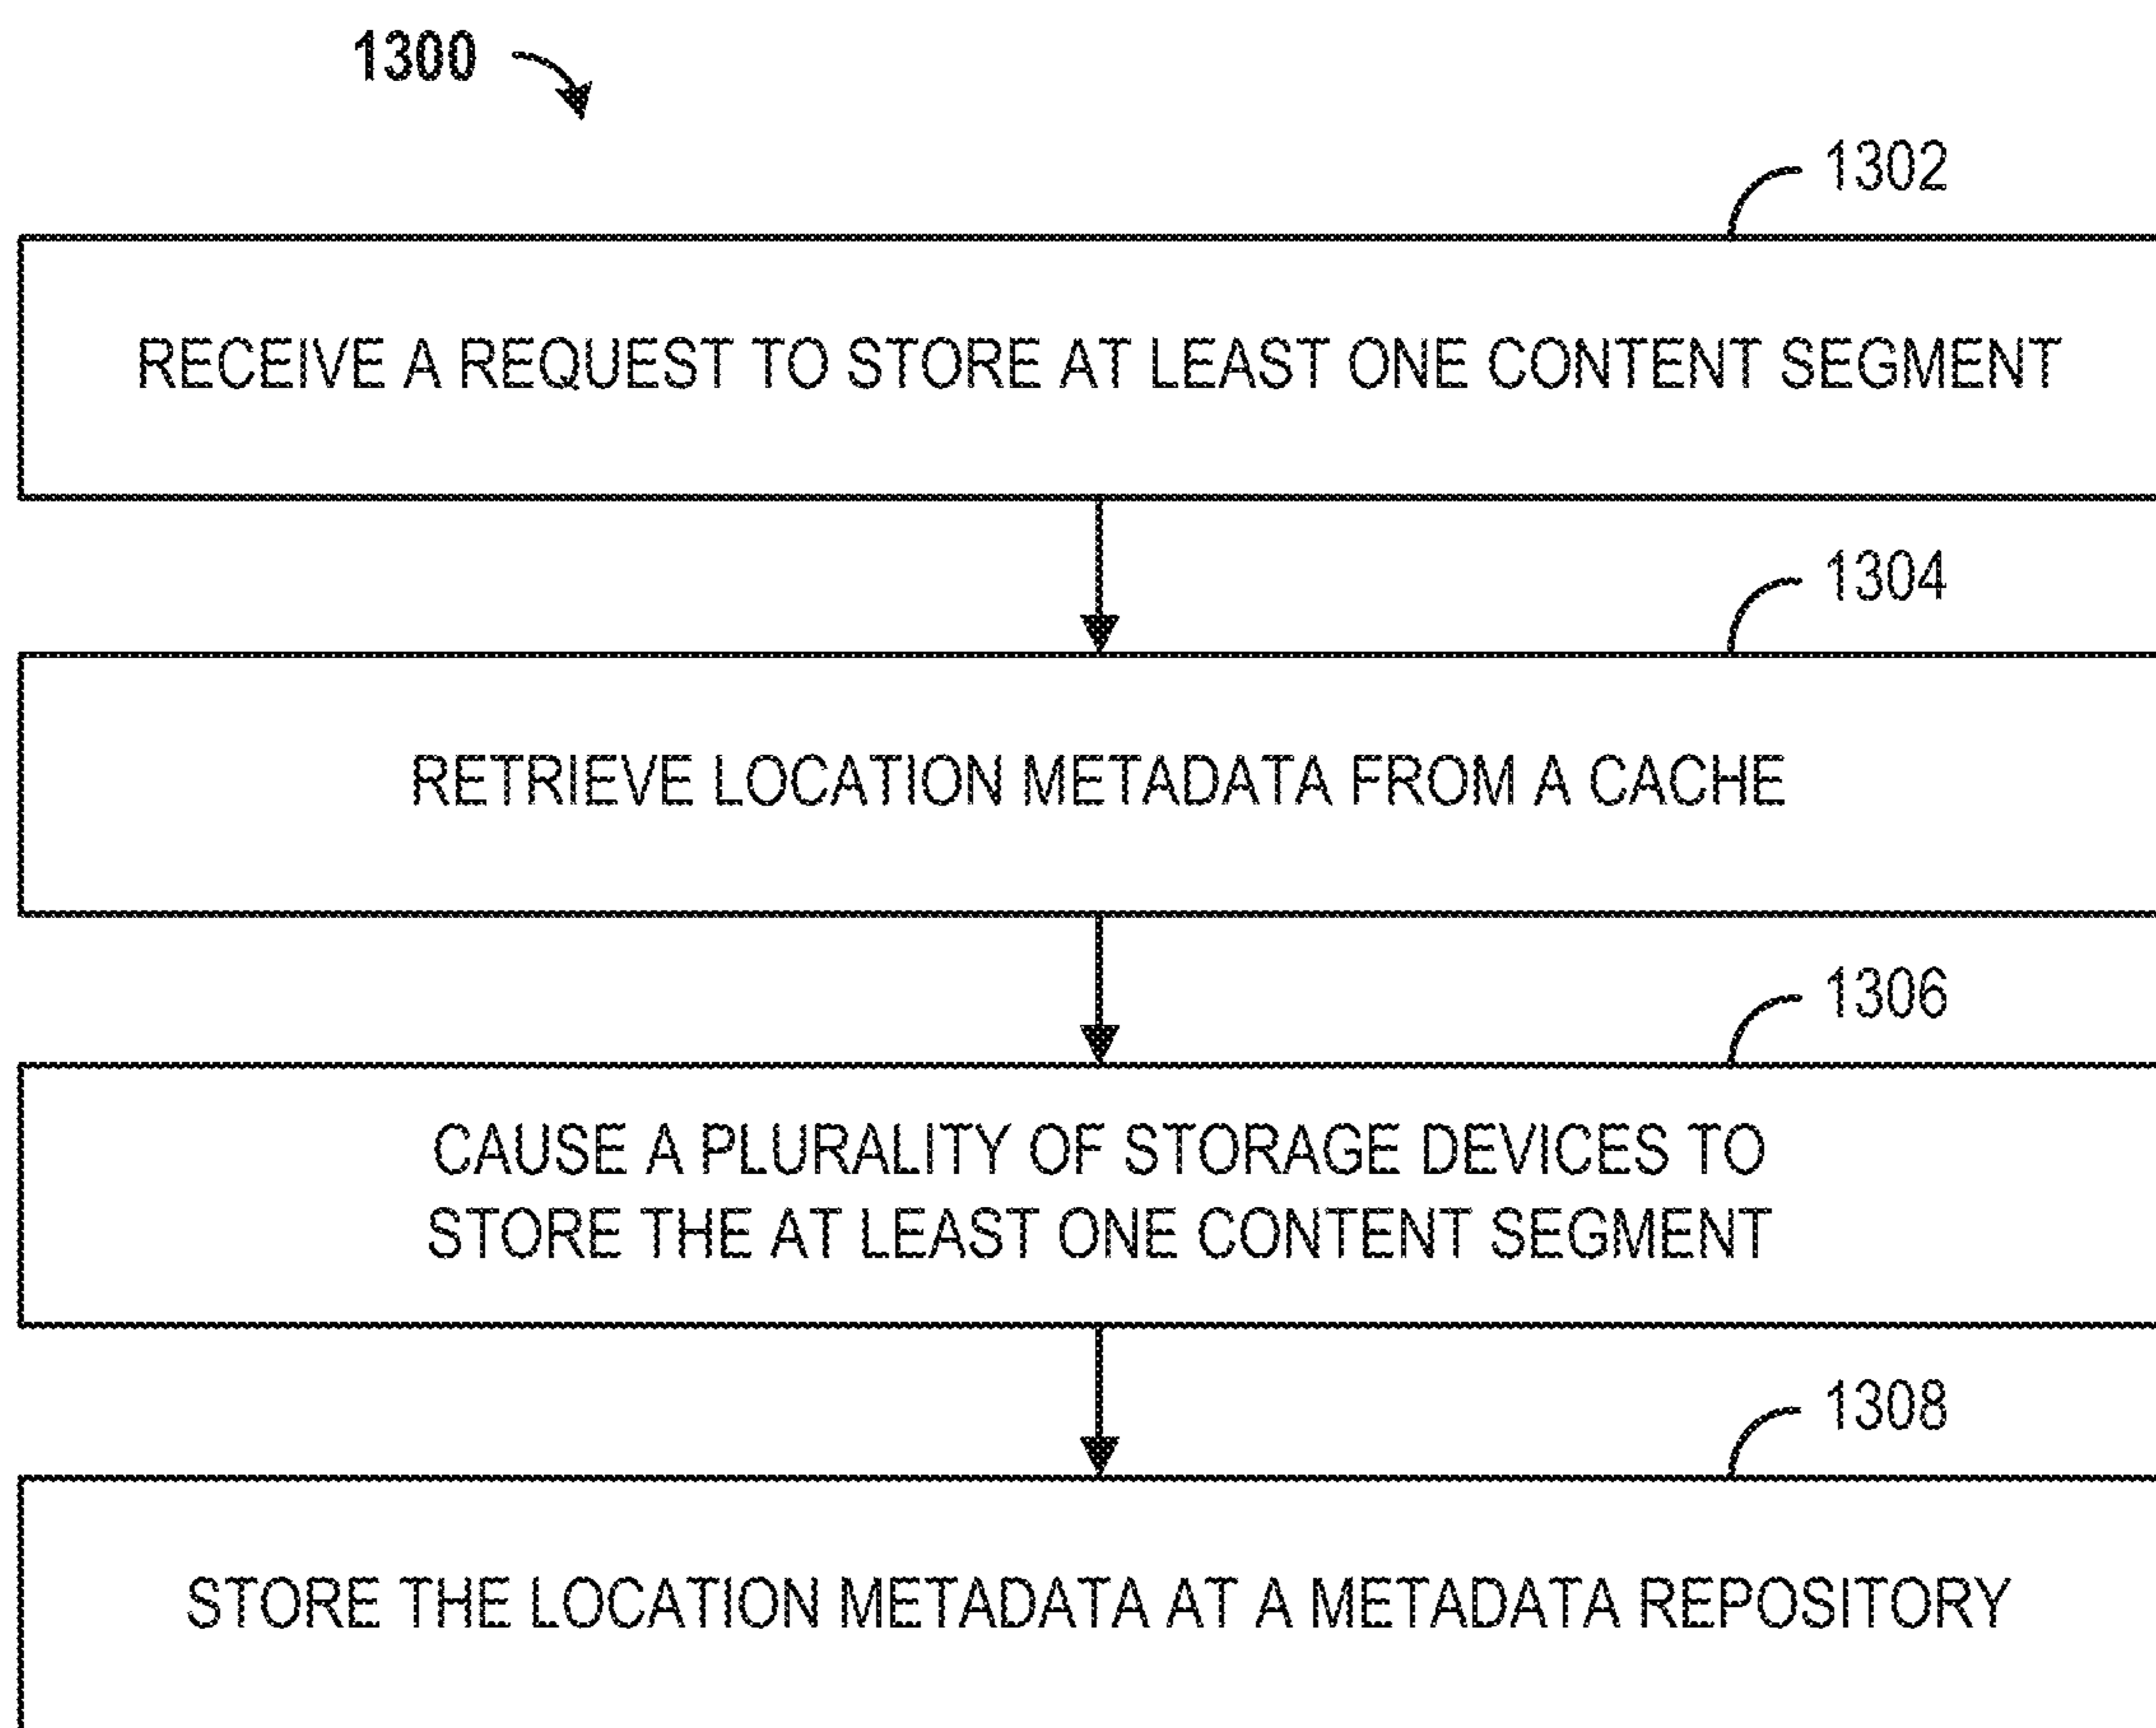 1300
1302
RECEIVE A REQUEST TO STORE AT LEAST ONE CONTENT SEGMENT
1304
RETRIEVE LOCATION METADATA FROM A CACHE
1306
CAUSE A PLURALITY OF STORAGE DEVICES TO
STORE THE AT LEAST ONE CONTENT SEGMENT
1308
STORE THE LOCATION METADATA AT A METADATA REPOSITORY